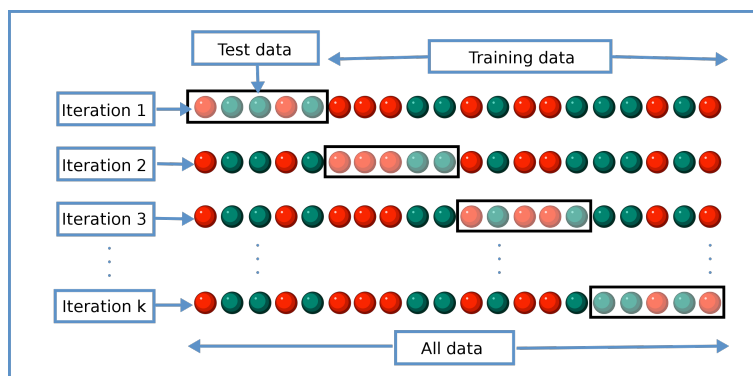 Test data
Training data
Iteration 1
Iteration 2
Iteration 3
Iteration k
All data